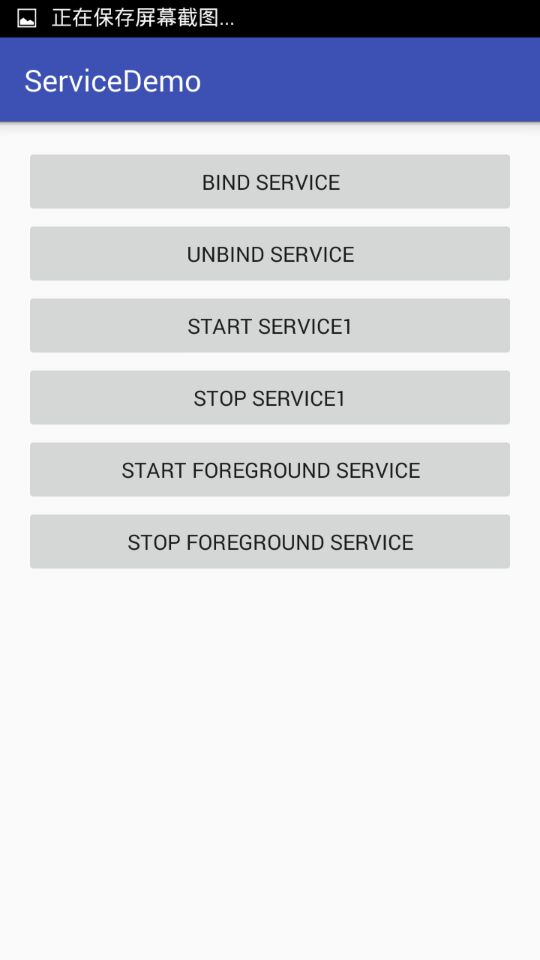 正在保存屏幕截图...
ServiceDemo
BIND SERVICE
UNBIND SERVICE
START SERVICE1
STOP SERVICE1
START FOREGROUND SERVICE
STOP FOREGROUND SERVICE